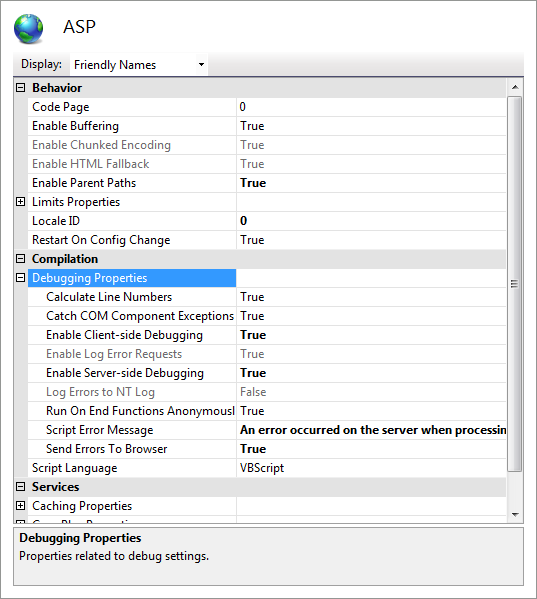 ASP
Display: Friendly Names
Behavior
Code Page 0
Enable Buffering True
Enable Chunked Encoding True
Enable HTML Fallback True
Enable Parent Paths True
Limits Properties
Locale ID 0
Restart On Config Change True
Compilation
Debugging Properties
Calculate Line Numbers True
Catch COM Component Exceptions True
Enable Client-side Debugging True
Enable Log Error Requests True
Enable Server-side Debugging True
Log Errors to NT Log False
Run On End Functions Anonymousl True
Script Error Message An error occurred on the server when processin
Send Errors To Browser True
Script Language VBScript
Services
Caching Properties
Debugging Properties
Properties related to debug settings.